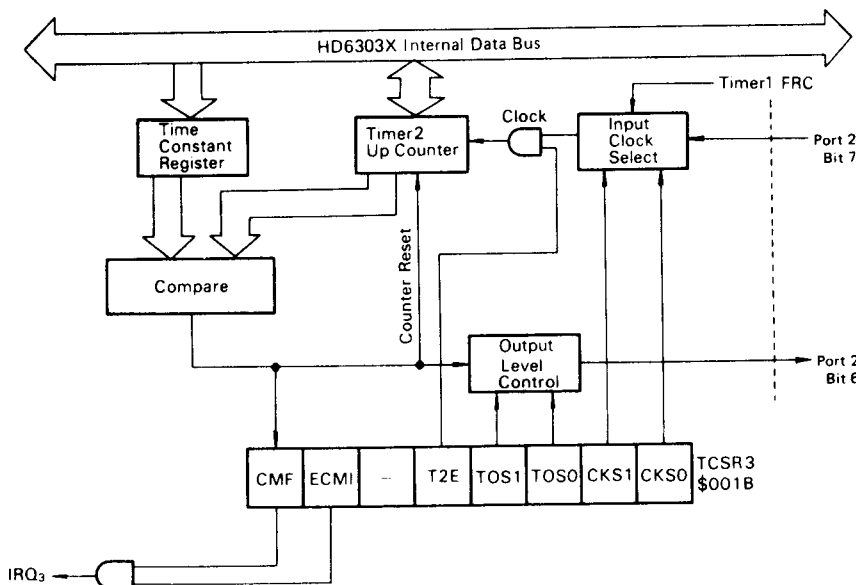 HD6303X Internal Data Bus
Timer1 FRC
Time
Constant
Register
Timer2
Up Counter
Clock
Input
Clock
Select
Port 2
Bit 7
Compare
Counter Reset
Output
Level
Control
Port 2
Bit 6
CMF
ECMI
–
T2E
TOS1
TOS0
CKS1
CKS0
TCSR3
$001B
IRQ₃